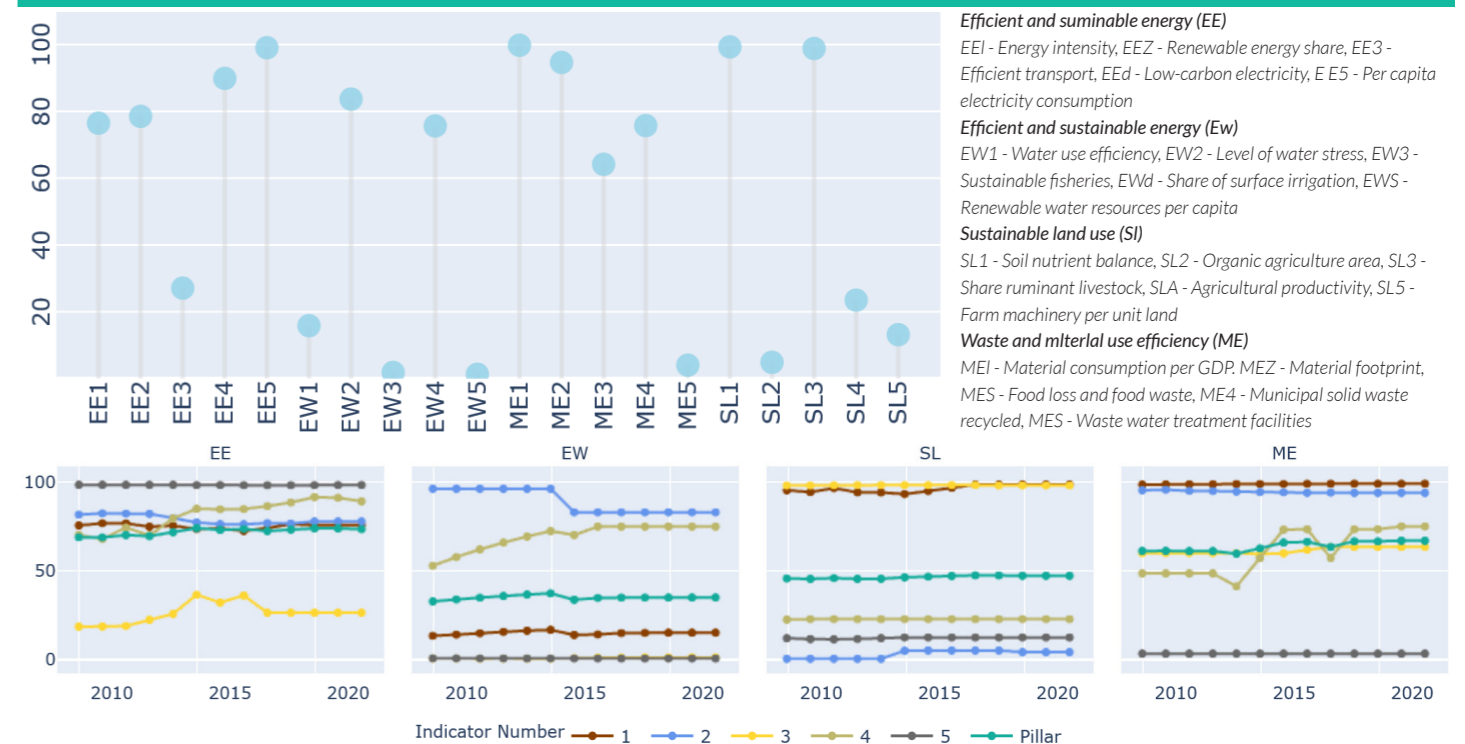 100
80
60
40
20
EE1 EE2 EE3 EE4 EE5 EW1 EW2 EW3 EW4 EW5 ME1 ME2 ME3 ME4 ME5 SL1 SL2 SL3 SL4 SL5
Efficient and suminable energy (EE)
EEl - Energy intensity, EEZ - Renewable energy share, EE3 -
Efficient transport, EEd - Low-carbon electricity, E E5 - Per capita
electricity consumption
Efficient and sustainable energy (Ew)
EW1 - Water use efficiency, EW2 - Level of water stress, EW3 -
Sustainable fisheries, EWd - Share of surface irrigation, EWS -
Renewable water resources per capita
Sustainable land use (Sl)
SL1 - Soil nutrient balance, SL2 - Organic agriculture area, SL3 -
Share ruminant livestock, SLA - Agricultural productivity, SL5 -
Farm machinery per unit land
Waste and mlterlal use efficiency (ME)
MEl - Material consumption per GDP. MEZ - Material footprint,
MES - Food loss and food waste, ME4 - Municipal solid waste
recycled, MES - Waste water treatment facilities
EE EW SL ME
100
50
0
2010 2015 2020 2010 2015 2020 2010 2015 2020 2010 2015 2020
Indicator Number 1 2 3 4 5 Pillar